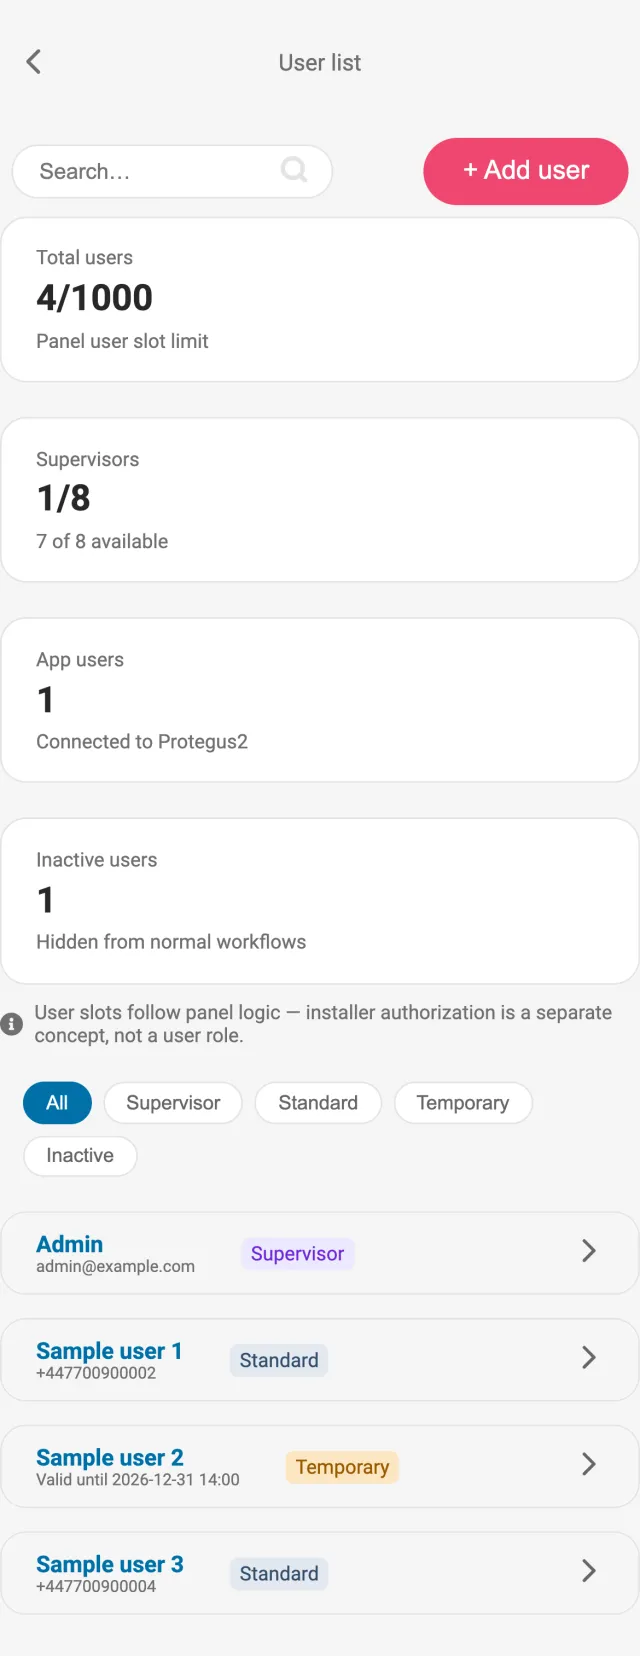 User list
Search...
+ Add user
Total users
4/1000
Panel user slot limit
Supervisors
1/8
7 of 8 available
App users
1
Connected to Protegus2
Inactive users
1
Hidden from normal workflows
User slots follow panel logic — installer authorization is a separate
concept, not a user role.
All
Supervisor
Standard
Temporary
Inactive
Admin
admin@example.com
Supervisor
Sample user 1
+447700900002
Standard
Sample user 2
Valid until 2026-12-31 14:00
Temporary
Sample user 3
+447700900004
Standard